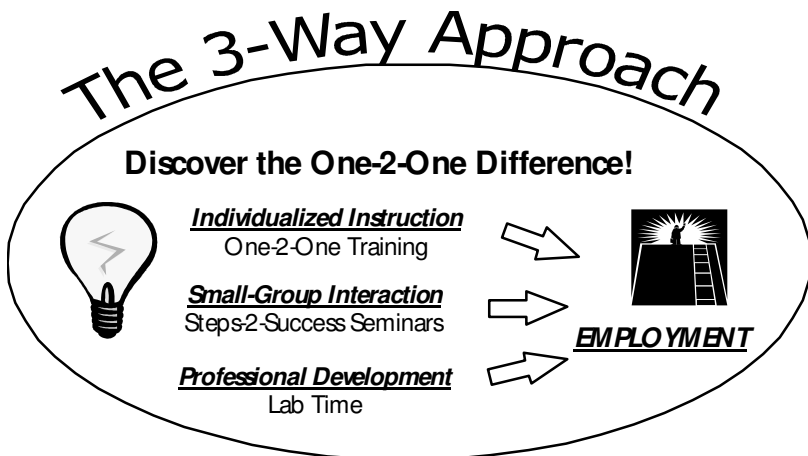 The 3-Way Approach
Discover the One-2-One Difference!
Individualized Instruction
One-2-One Training
Small-Group Interaction
Steps-2-Success Seminars
Professional Development
Lab Time
EMPLOYMENT